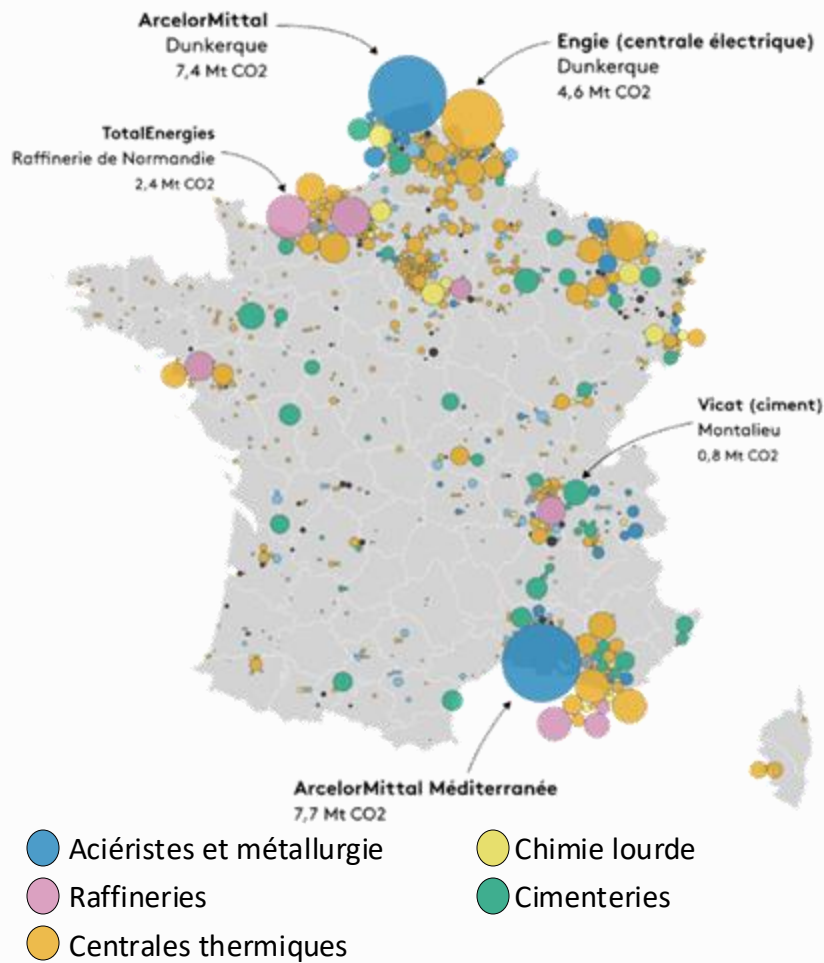 ArcelorMittal
Dunkerque
7,4 Mt CO2
Engie (centrale électrique)
Dunkerque
4,6 Mt CO2
TotalEnergies
Raffinerie de Normandie
2,4 Mt CO2
Vicat (ciment)
Montalieu
0,8 Mt CO2
ArcelorMittal Méditerranée
7,7 Mt CO2
Aciéristes et métallurgie
Raffineries
Centrales thermiques
Chimie lourde
Cimenteries